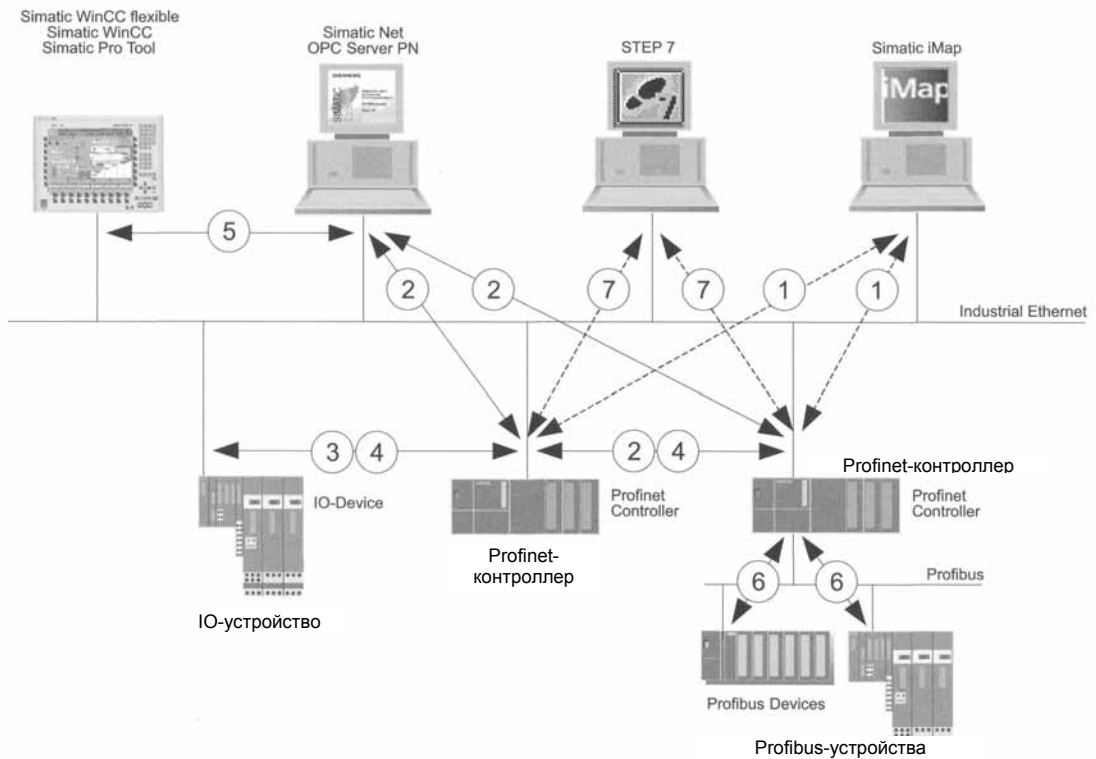 Simatic WinCC flexible
Simatic WinCC
Simatic Pro Tool
Simatic Net
OPC Server PN
STEP 7
Simatic iMap
SIEMENS
SIMATIC
iMap
5
2
2
7
7
1
1
Industrial Ethernet
3
4
2
4
IO-Device
IO-устройство
Profinet
Controller
Profinet-
контроллер
Profinet-контроллер
Profinet
Controller
6
6
Profibus
Profibus Devices
Profibus-устройства